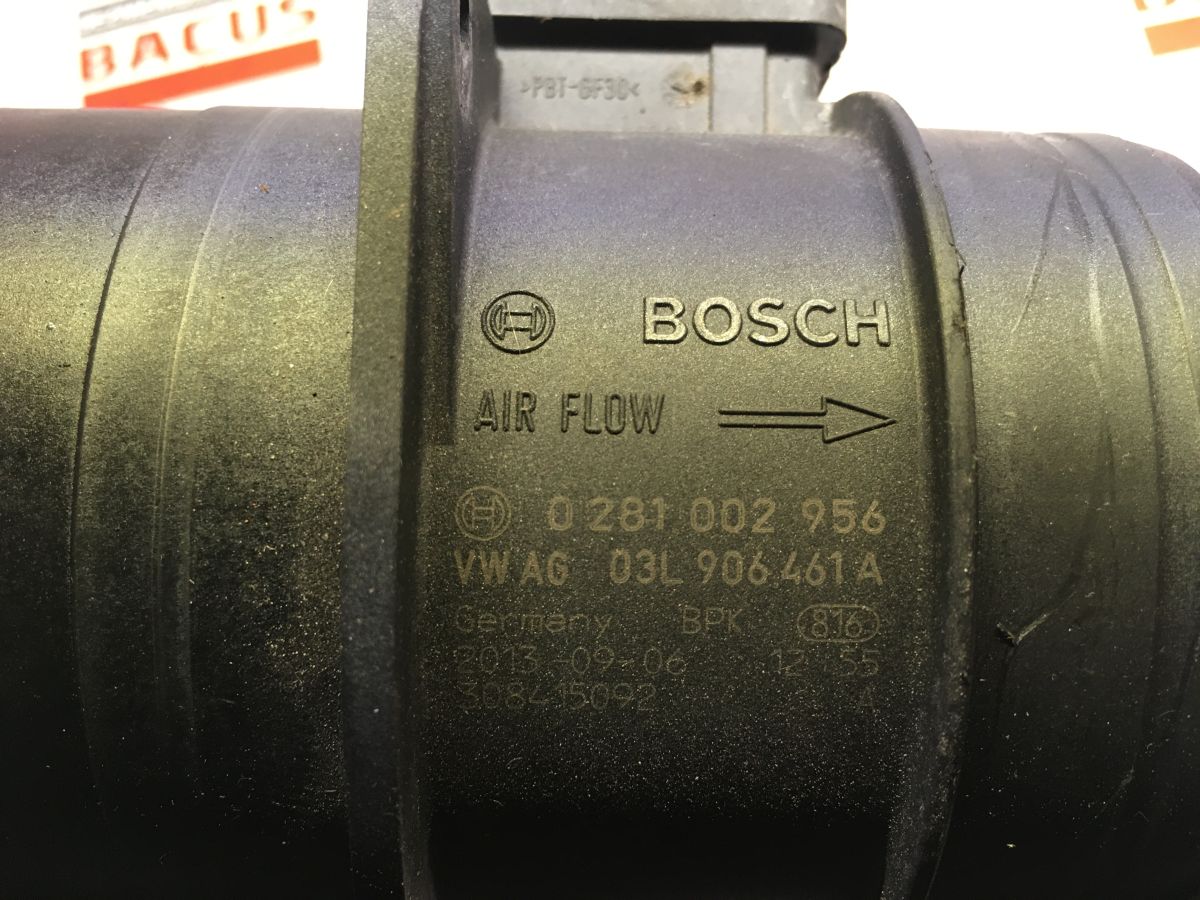 BACUS
>PBT-GF30<
BOSCH
AIR FLOW
0 281 002 956
VW AG 03L 906 461 A
Germany BPK 816
2013-09-06 12 55
308415092 A